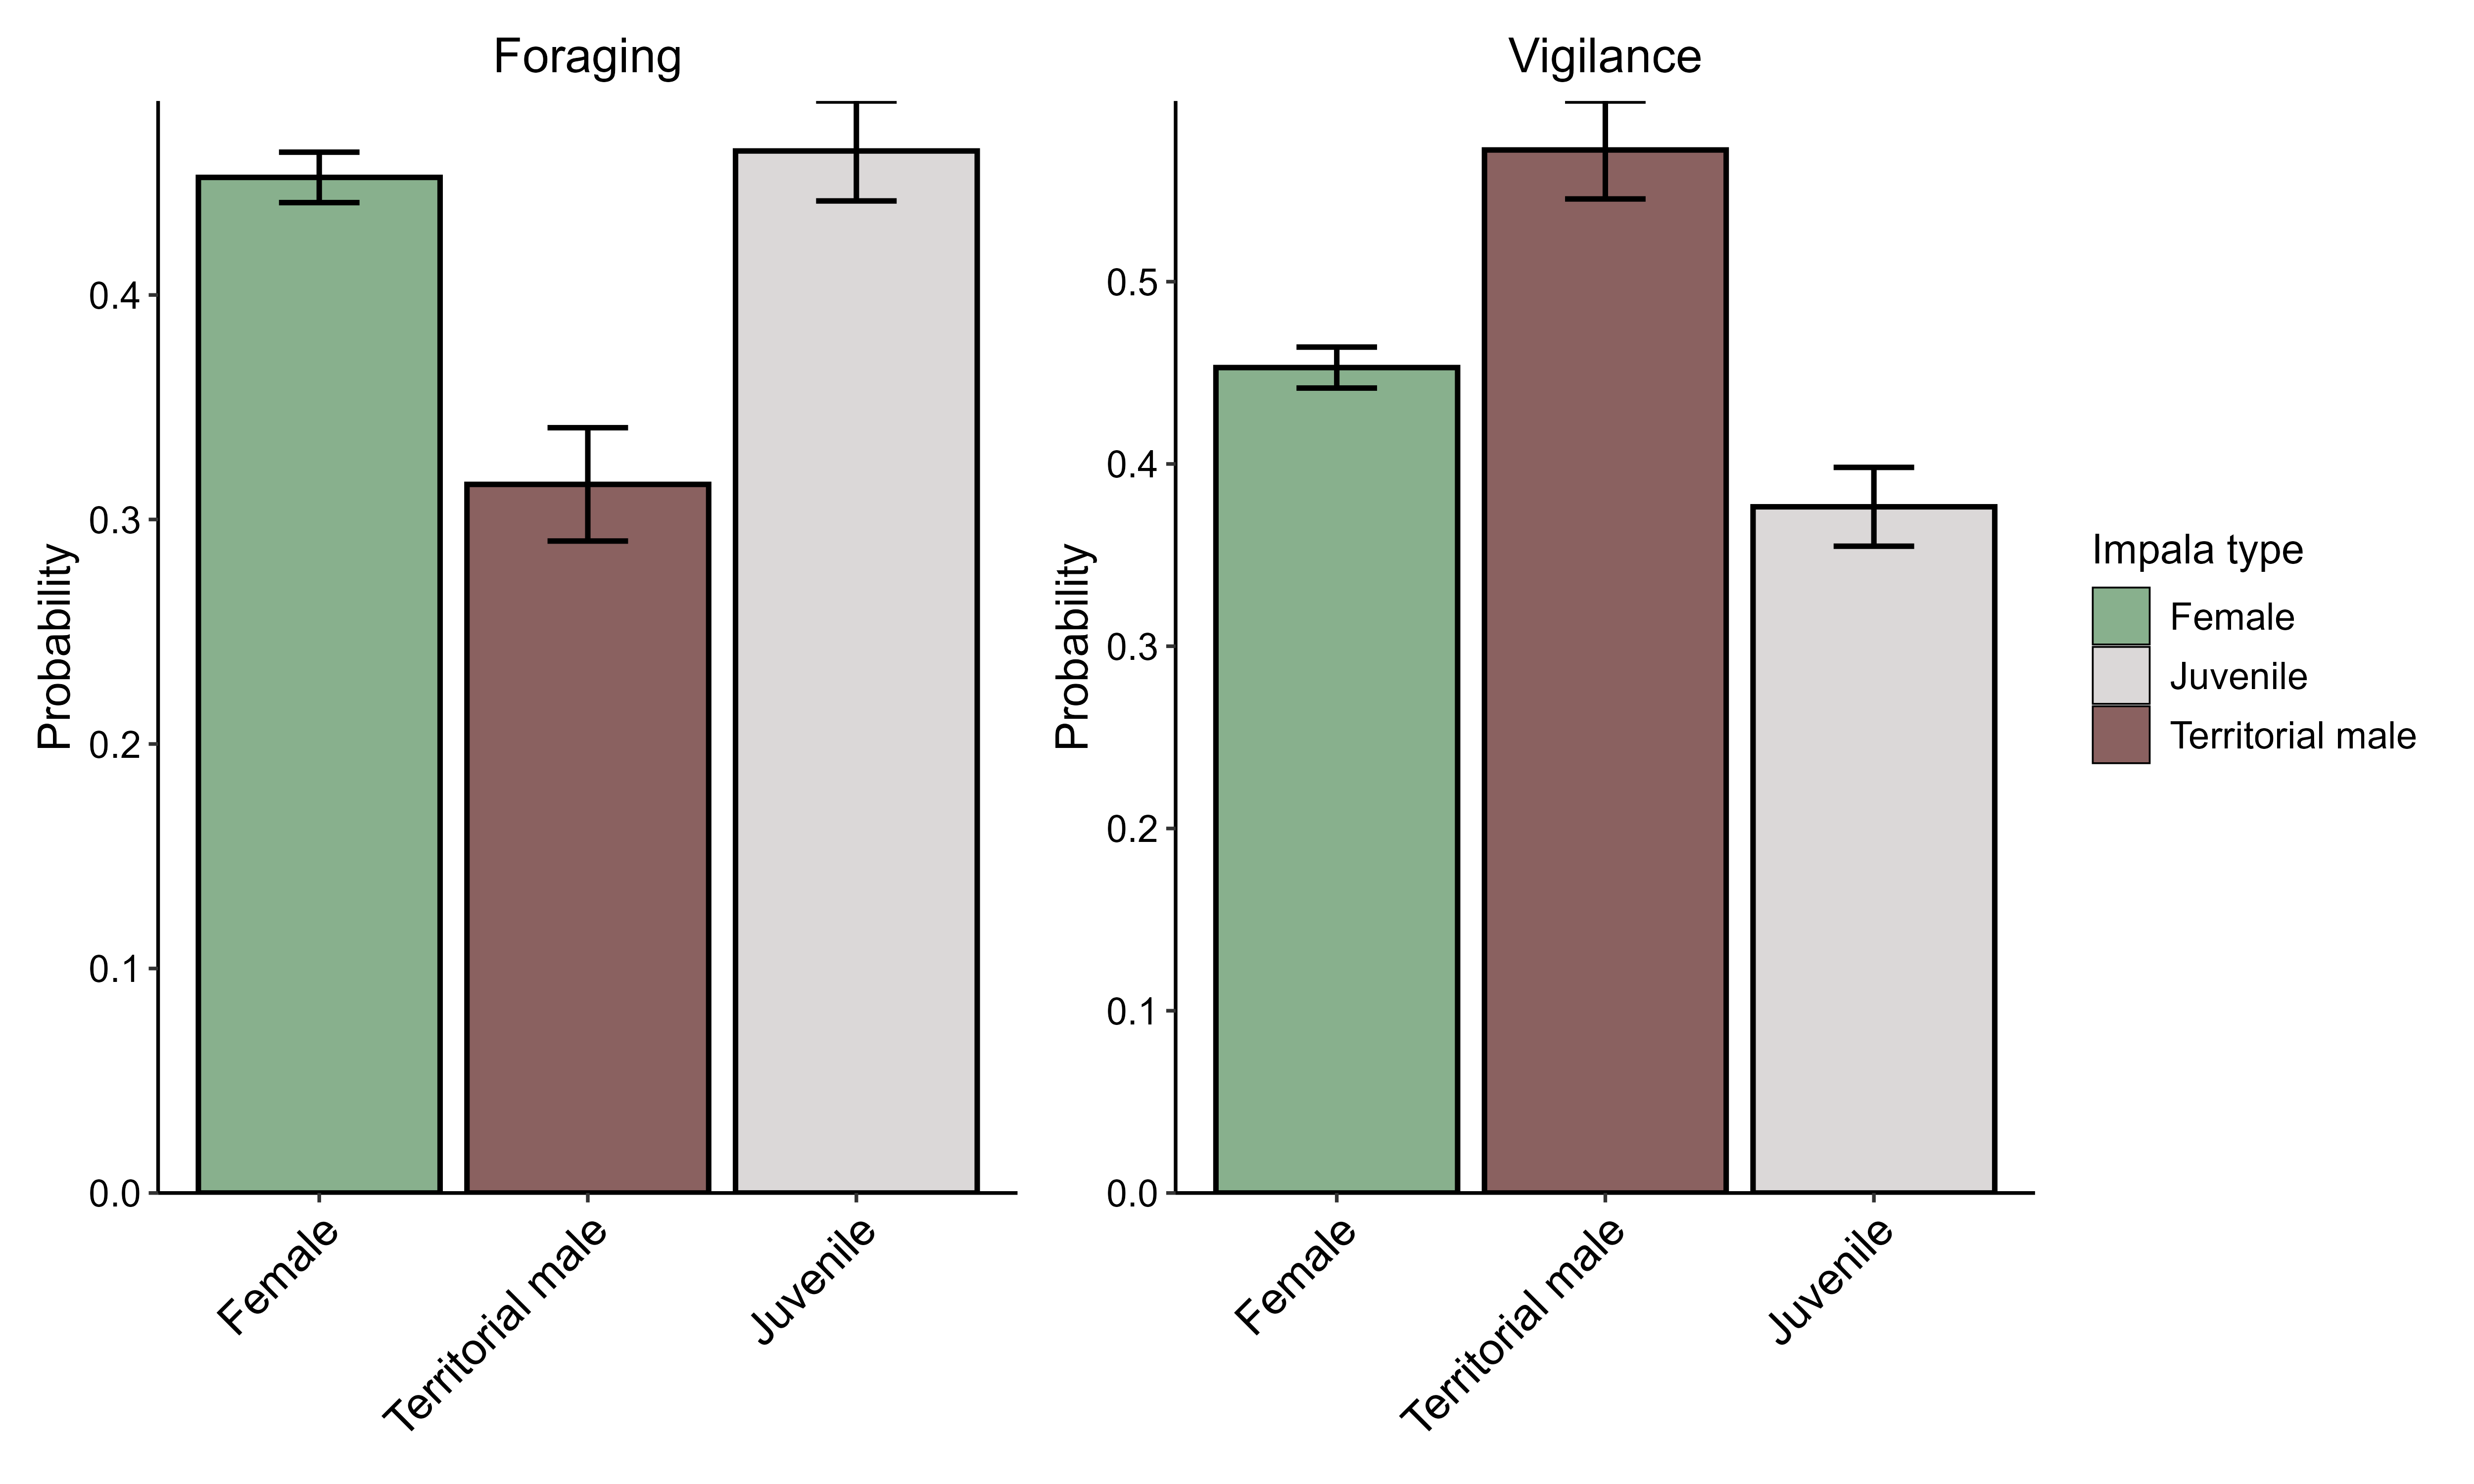 Foraging
Probability
0.4
0.3
0.2
0.1
0.0
Female
Territorial male
Juvenile
Vigilance
Probability
0.5
0.4
0.3
0.2
0.1
0.0
Female
Territorial male
Juvenile
Impala type
Female
Juvenile
Territorial male